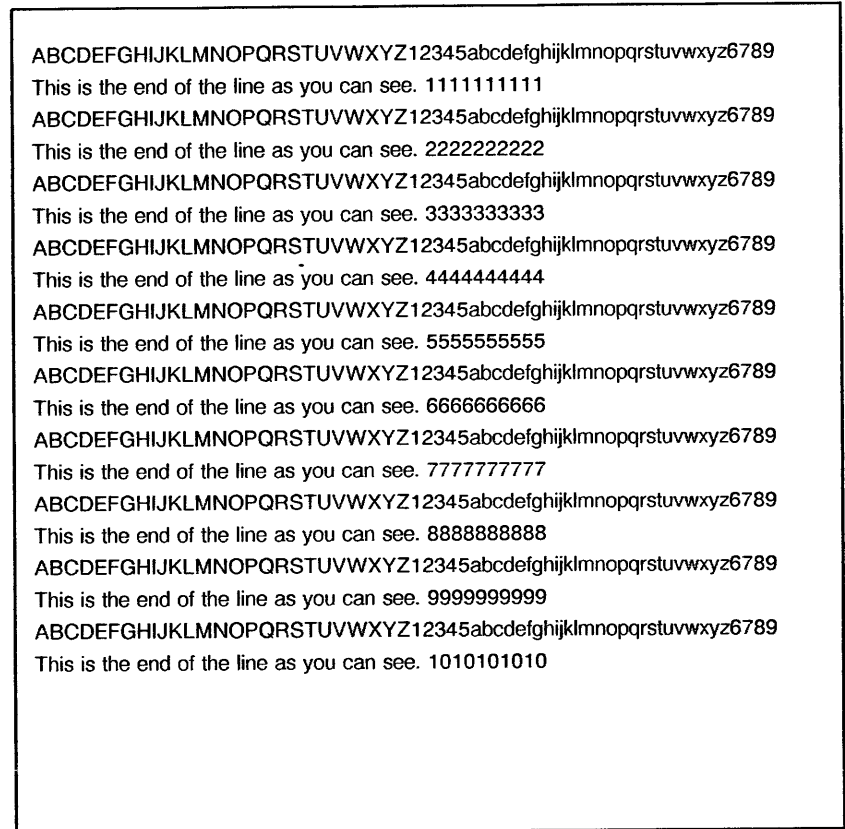 ABCDEFGHIJKLMNOPQRSTUVWXYZ12345abcdefghijklmnopqrstuvwxyz6789
This is the end of the line as you can see. 1111111111
ABCDEFGHIJKLMNOPQRSTUVWXYZ12345abcdefghijklmnopqrstuvwxyz6789
This is the end of the line as you can see. 2222222222
ABCDEFGHIJKLMNOPQRSTUVWXYZ12345abcdefghijklmnopqrstuvwxyz6789
This is the end of the line as you can see. 3333333333
ABCDEFGHIJKLMNOPQRSTUVWXYZ12345abcdefghijklmnopqrstuvwxyz6789
This is the end of the line as you can see. 4444444444
ABCDEFGHIJKLMNOPQRSTUVWXYZ12345abcdefghijklmnopqrstuvwxyz6789
This is the end of the line as you can see. 5555555555
ABCDEFGHIJKLMNOPQRSTUVWXYZ12345abcdefghijklmnopqrstuvwxyz6789
This is the end of the line as you can see. 6666666666
ABCDEFGHIJKLMNOPQRSTUVWXYZ12345abcdefghijklmnopqrstuvwxyz6789
This is the end of the line as you can see. 7777777777
ABCDEFGHIJKLMNOPQRSTUVWXYZ12345abcdefghijklmnopqrstuvwxyz6789
This is the end of the line as you can see. 8888888888
ABCDEFGHIJKLMNOPQRSTUVWXYZ12345abcdefghijklmnopqrstuvwxyz6789
This is the end of the line as you can see. 9999999999
ABCDEFGHIJKLMNOPQRSTUVWXYZ12345abcdefghijklmnopqrstuvwxyz6789
This is the end of the line as you can see. 1010101010